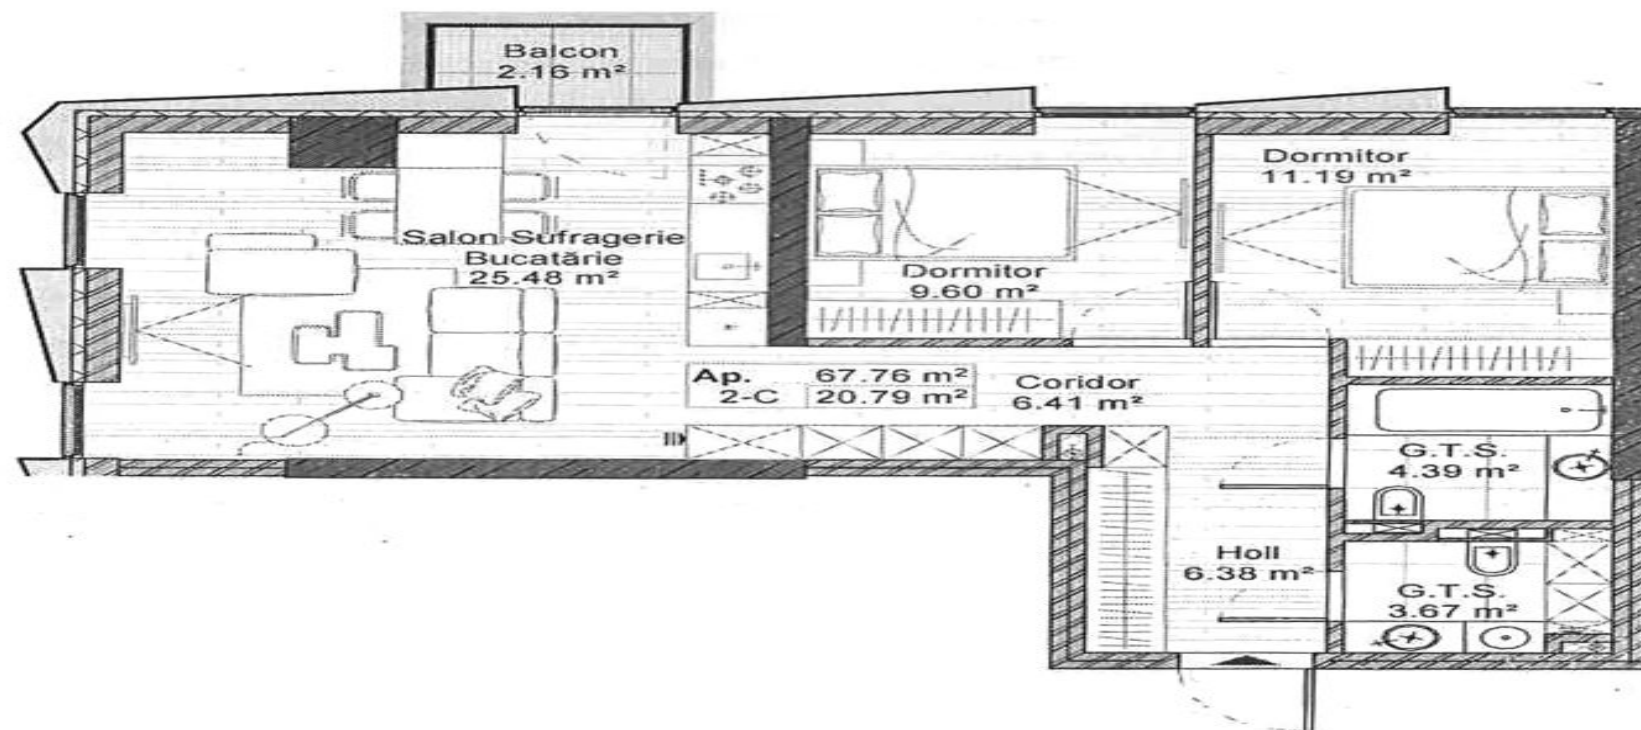 Balcon
2.16 m²
Salon Sufragerie
Bucatărie
25.48 m²
Dormitor
9.60 m²
Dormitor
11.19 m²
Ap. 67.76 m²
2-C 20.79 m²
Coridor
6.41 m²
G.T.S.
4.39 m²
Holl
6.38 m²
G.T.S.
3.67 m²